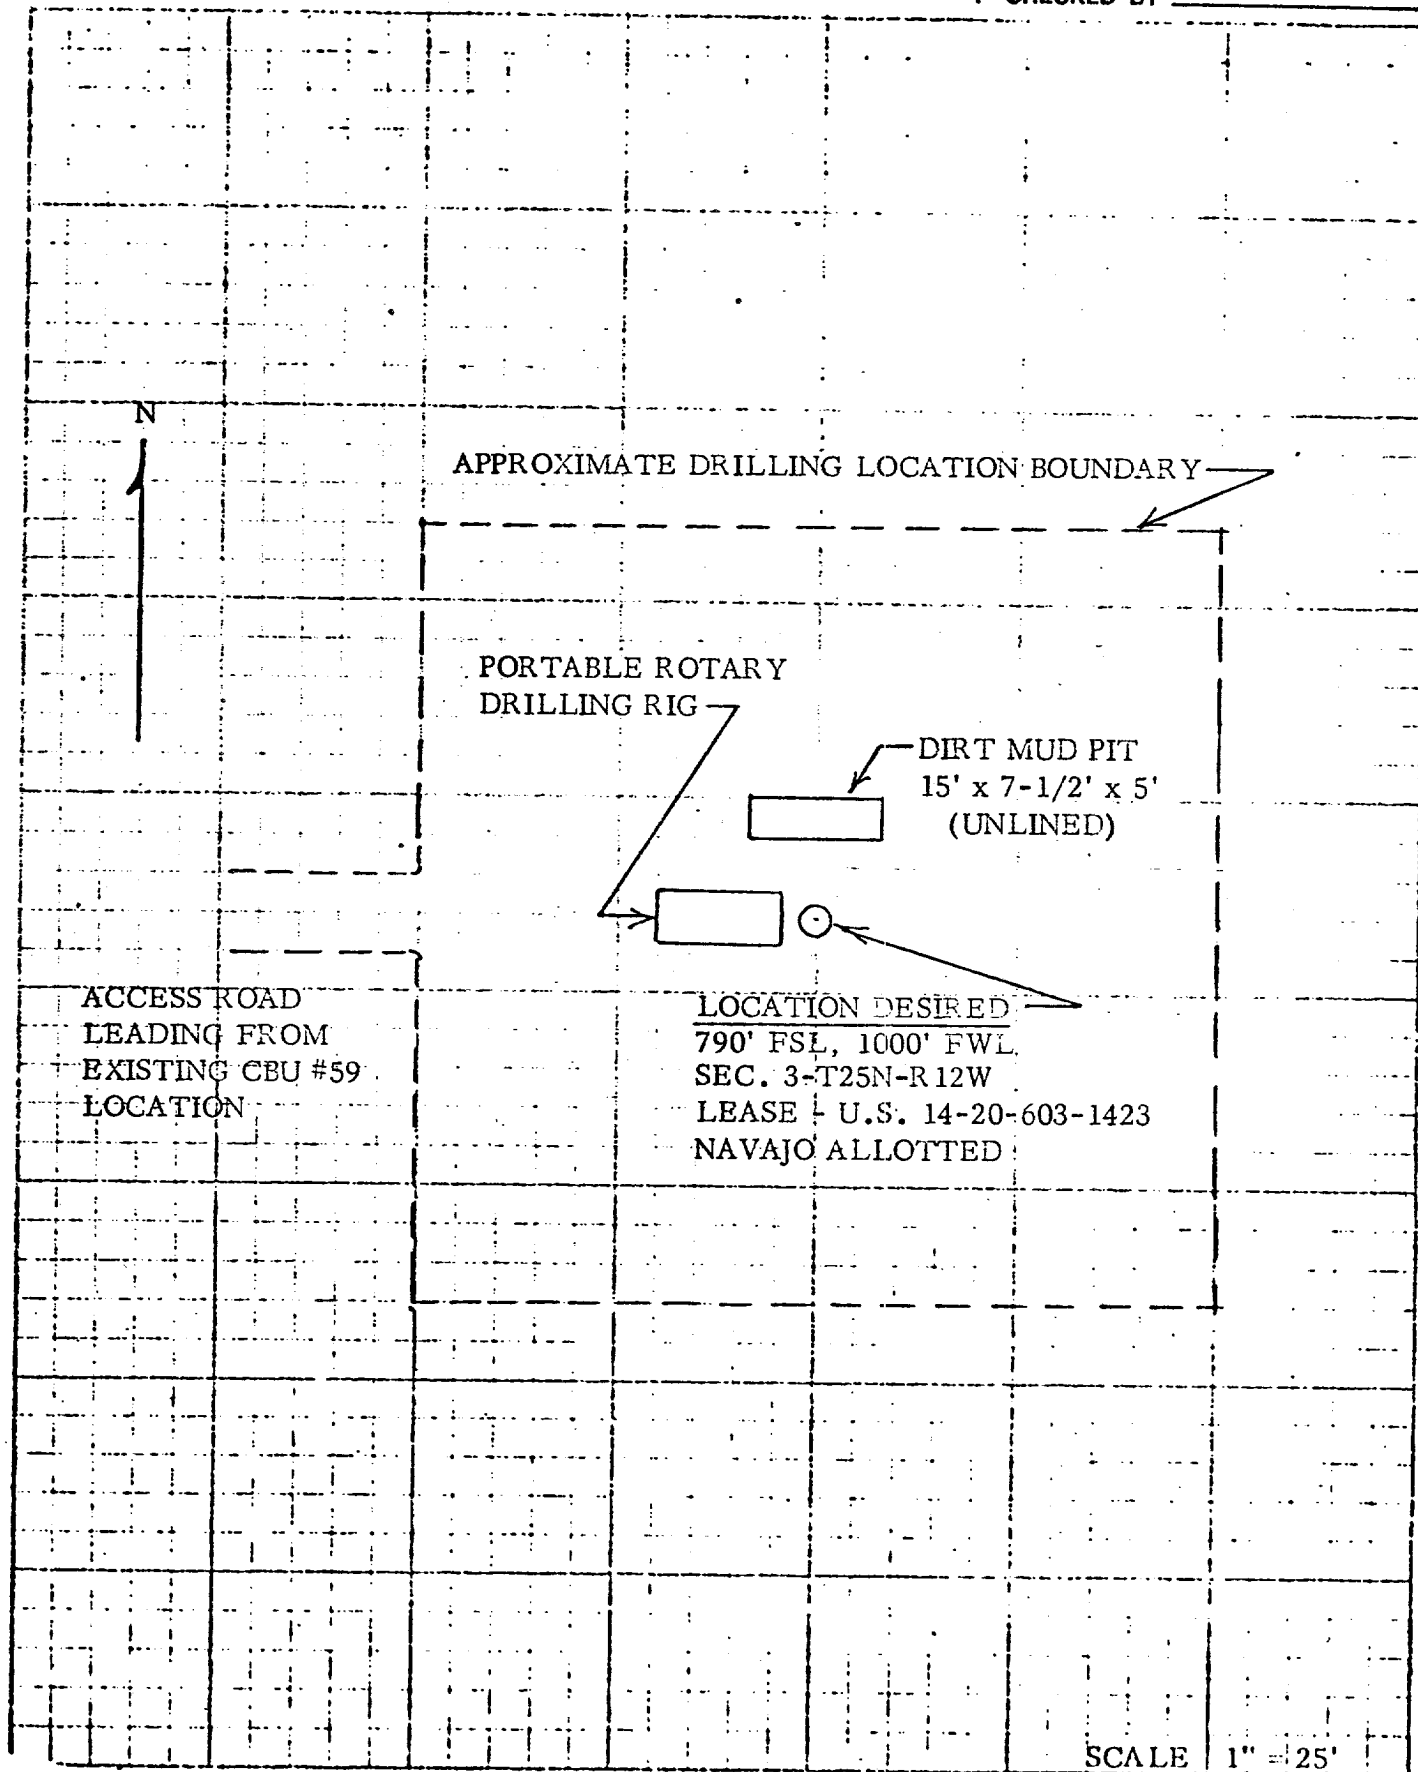 CHECKED BY
N
APPROXIMATE DRILLING LOCATION BOUNDARY
PORTABLE ROTARY
DRILLING RIG
DIRT MUD PIT
15' x 7-1/2' x 5'
(UNLINED)
ACCESS ROAD
LEADING FROM
EXISTING CBU #59
LOCATION
LOCATION DESIRED
790' FSL, 1000' FWL
SEC. 3-T25N-R12W
LEASE - U.S. 14-20-603-1423
NAVAJO ALLOTTED
SCALE 1" = 25'